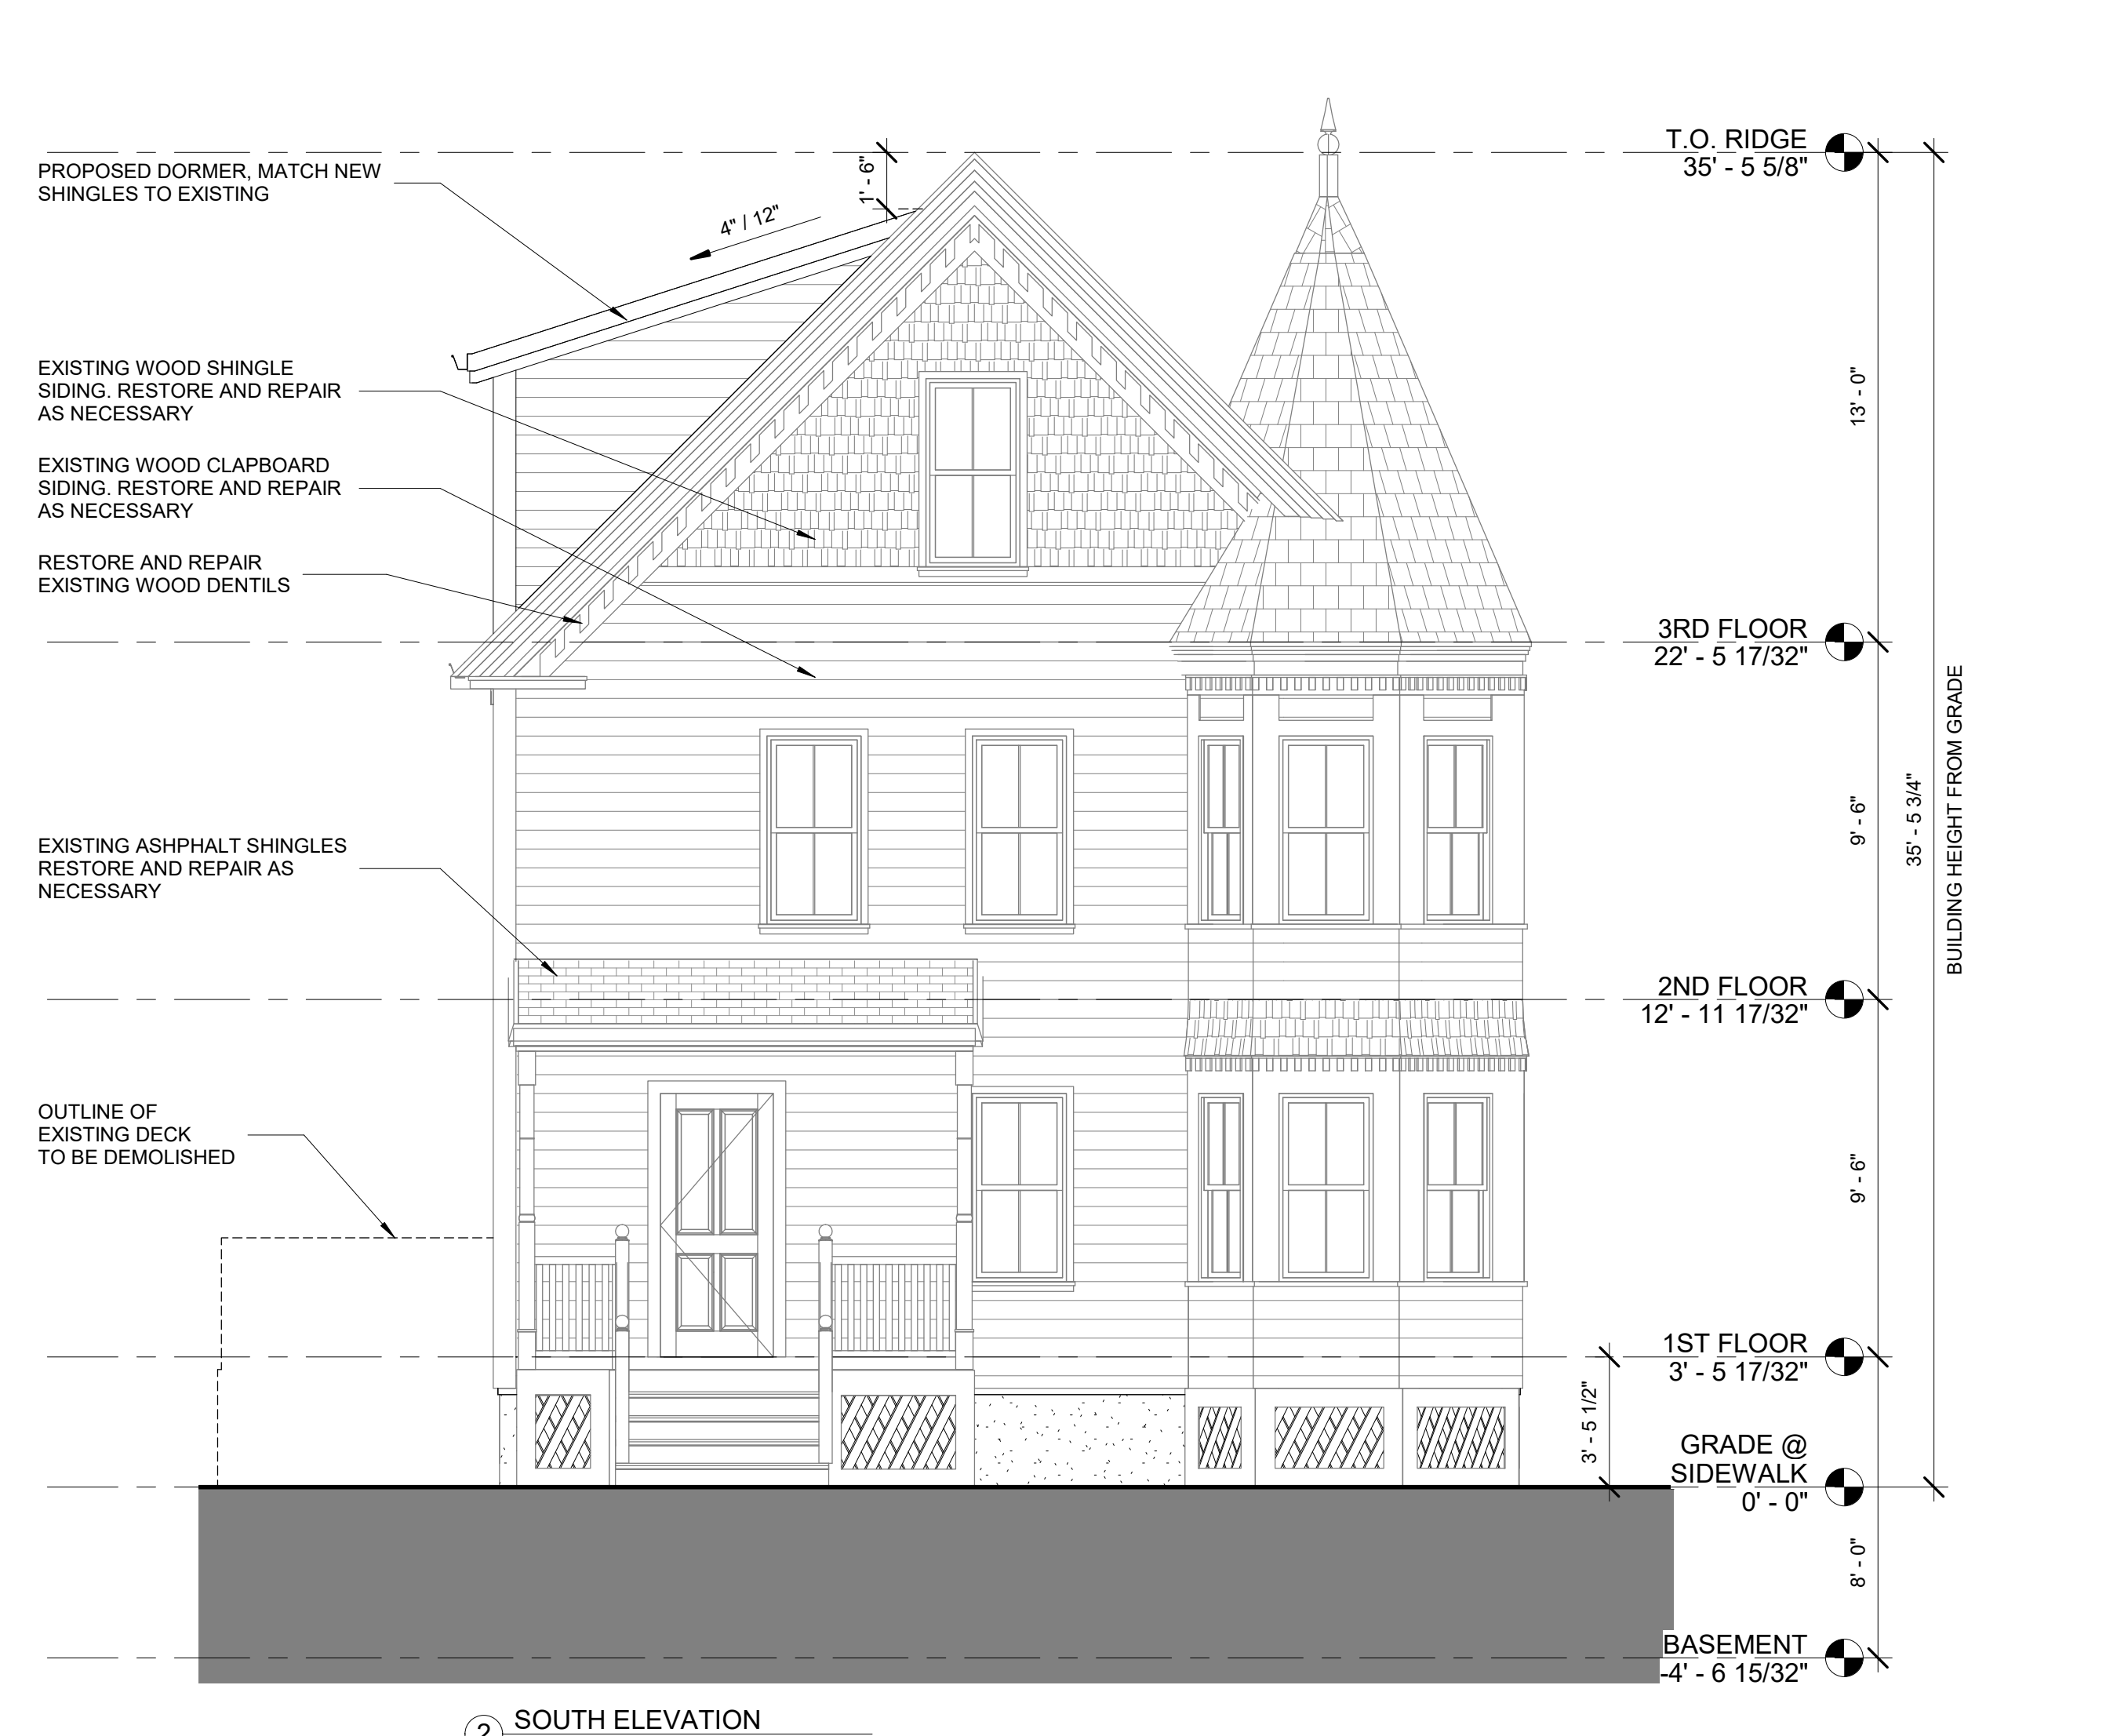 PROPOSED DORMER, MATCH NEW
SHINGLES TO EXISTING
4" / 12"
1' - 6"
EXISTING WOOD SHINGLE
SIDING. RESTORE AND REPAIR
AS NECESSARY
EXISTING WOOD CLAPBOARD
SIDING. RESTORE AND REPAIR
AS NECESSARY
RESTORE AND REPAIR
EXISTING WOOD DENTILS
EXISTING ASHPHALT SHINGLES
RESTORE AND REPAIR AS
NECESSARY
OUTLINE OF
EXISTING DECK
TO BE DEMOLISHED
T.O. RIDGE
35' - 5 5/8"
13' - 0"
3RD FLOOR
22' - 5 17/32"
9' - 6"
35' - 5 3/4"
BUILDING HEIGHT FROM GRADE
2ND FLOOR
12' - 11 17/32"
9' - 6"
1ST FLOOR
3' - 5 17/32"
3' - 5 1/2"
GRADE @
SIDEWALK
0' - 0"
8' - 0"
BASEMENT
-4' - 6 15/32"
2
SOUTH ELEVATION